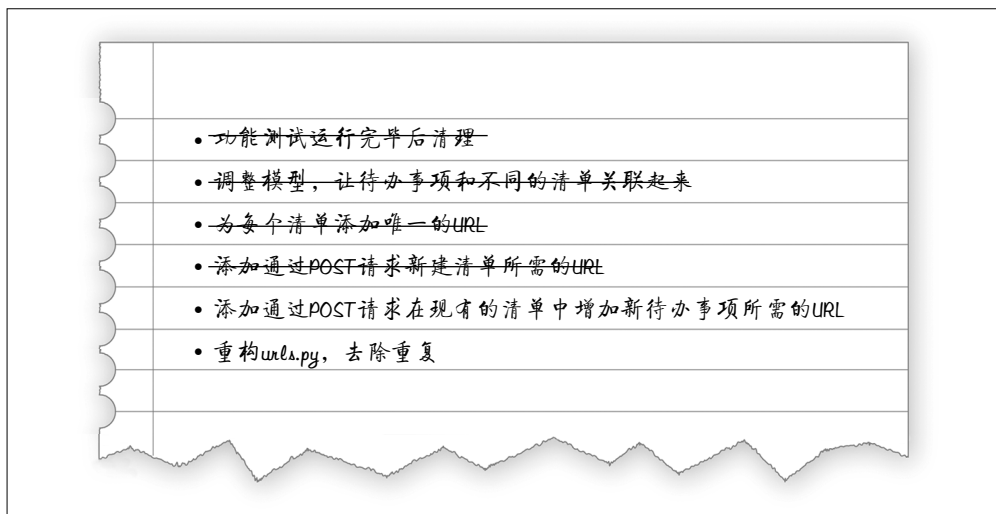 • 功能测试运行完毕后清理
• 调整模型，让待办事项和不同的清单关联起来
• 为每个清单添加唯一的URL
• 添加通过POST请求新建清单所需的URL
• 添加通过POST请求在现有的清单中增加新待办事项所需的URL
• 重构urls.py，去除重复